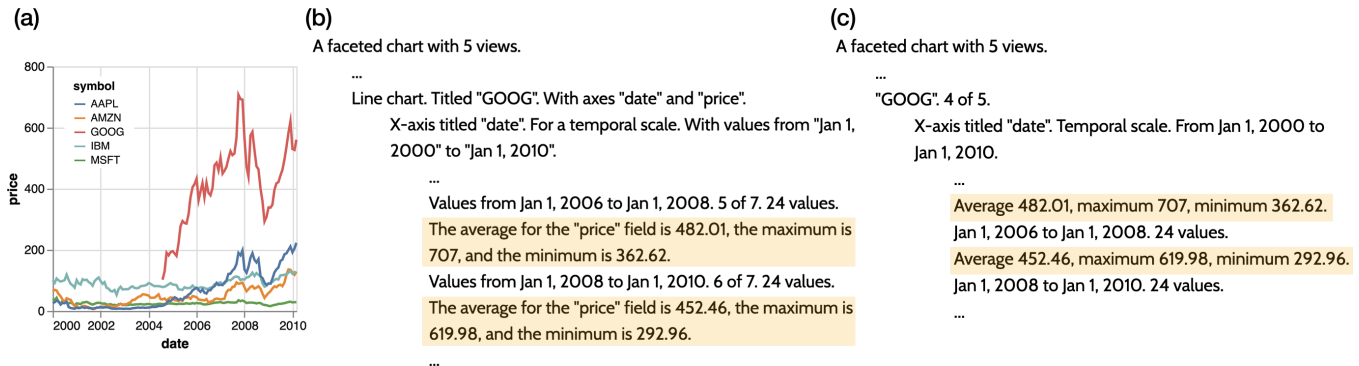 (a)
800
600
400
200
0
price
symbol
AAPL
AMZN
GOOG
IBM
MSFT
2000 2002 2004 2006 2008 2010
date
(b)
A faceted chart with 5 views.
...
Line chart. Titled "GOOG". With axes "date" and "price".
X-axis titled "date". For a temporal scale. With values from "Jan 1,
2000" to "Jan 1, 2010".
...
Values from Jan 1, 2006 to Jan 1, 2008. 5 of 7. 24 values.
The average for the "price" field is 482.01, the maximum is
707, and the minimum is 362.62.
Values from Jan 1, 2008 to Jan 1, 2010. 6 of 7. 24 values.
The average for the "price" field is 452.46, the maximum is
619.98, and the minimum is 292.96.
...
(c)
A faceted chart with 5 views.
...
"GOOG". 4 of 5.
X-axis titled "date". Temporal scale. From Jan 1, 2000 to
Jan 1, 2010.
...
Average 482.01, maximum 707, minimum 362.62.
Jan 1, 2006 to Jan 1, 2008. 24 values.
Average 452.46, maximum 619.98, minimum 292.96.
Jan 1, 2008 to Jan 1, 2010. 24 values.
...